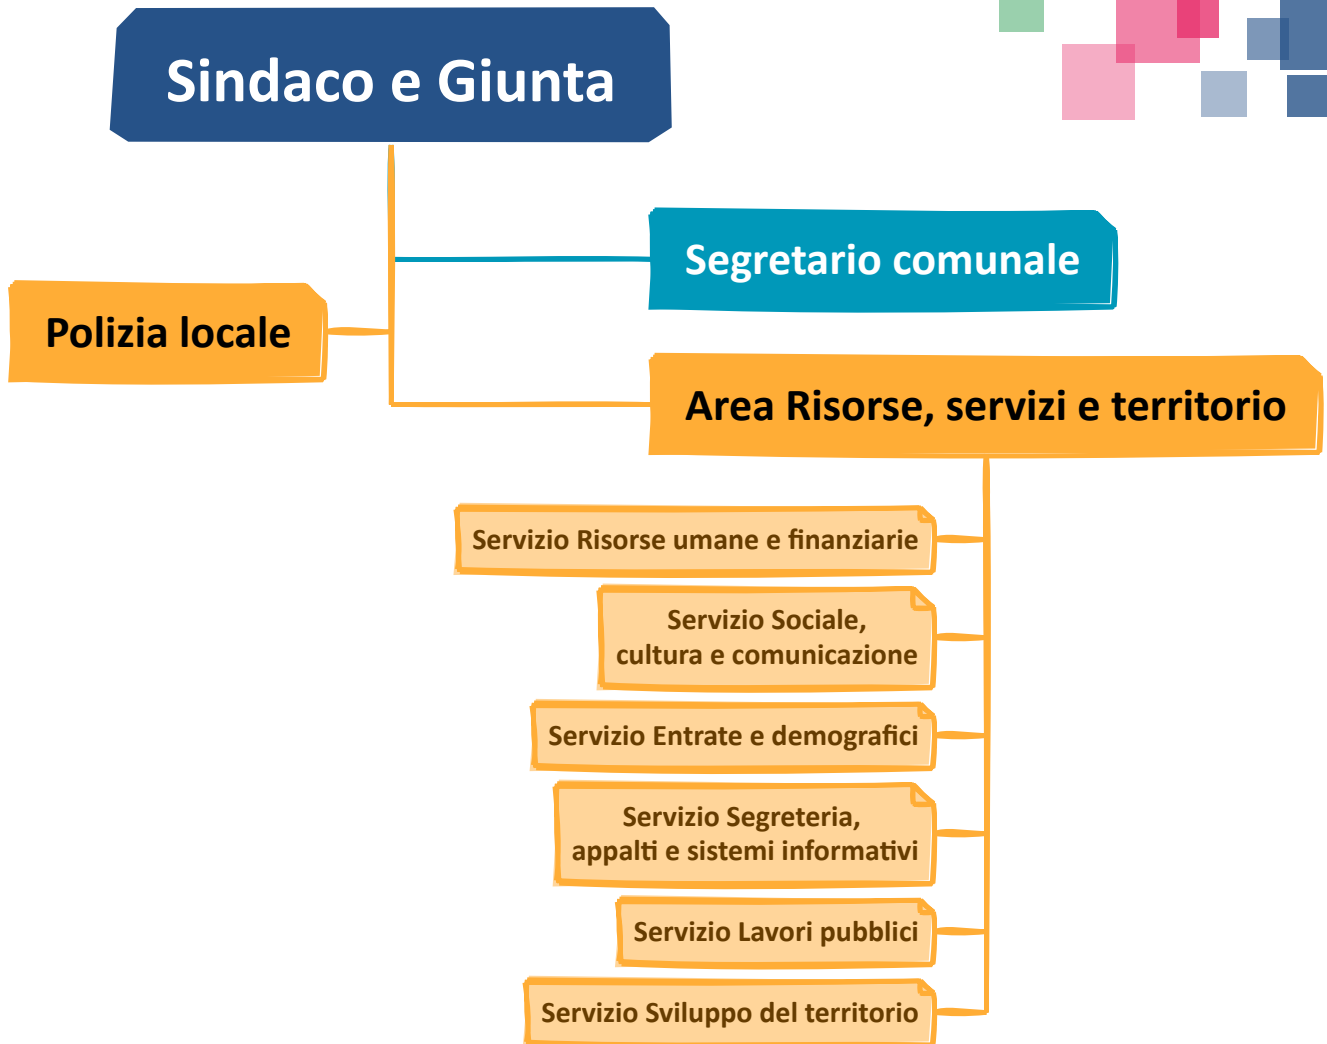 Sindaco e Giunta
Segretario comunale
Polizia locale
Area Risorse, servizi e territorio
Servizio Risorse umane e finanziarie
Servizio Sociale,
cultura e comunicazione
Servizio Entrate e demografici
Servizio Segreteria,
appalti e sistemi informativi
Servizio Lavori pubblici
Servizio Sviluppo del territorio